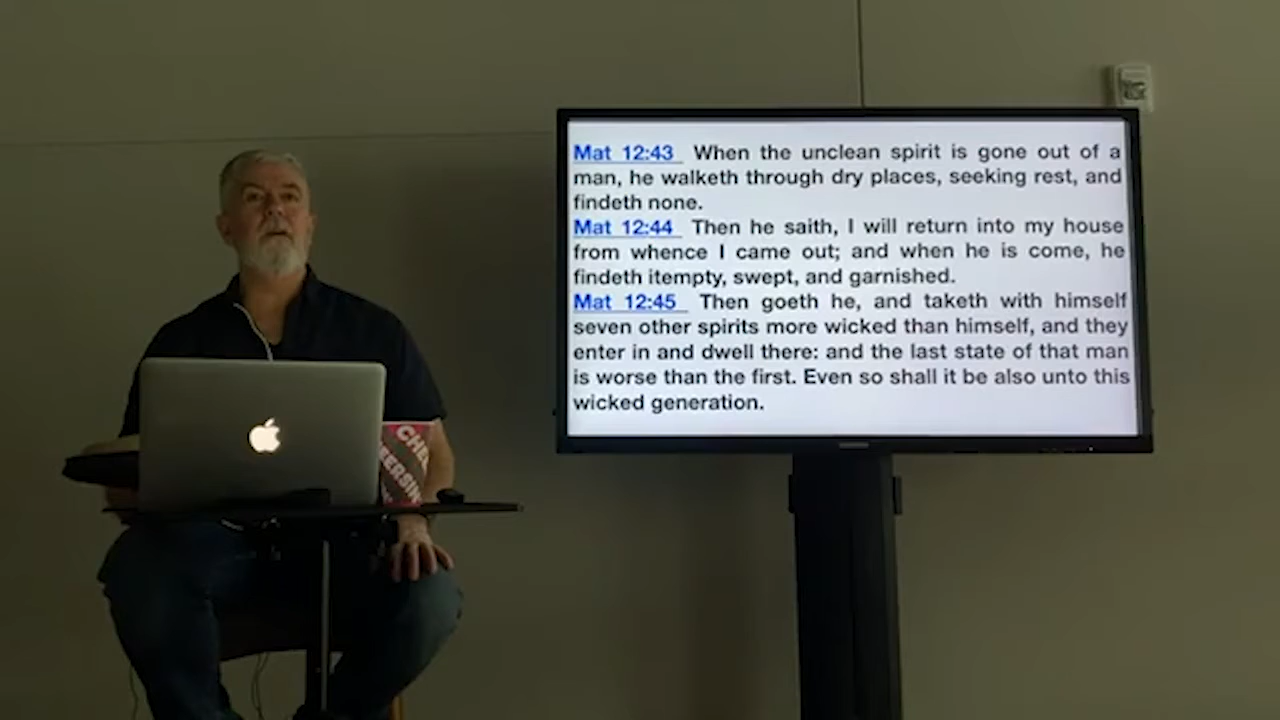 Mat 12:43 When the unclean spirit is gone out of a
man, he walketh through dry places, seeking rest, and
findeth none.
Mat 12:44 Then he saith, I will return into my house
from whence I came out; and when he is come, he
findeth itempty, swept, and garnished.
Mat 12:45 Then goeth he, and taketh with himself
seven other spirits more wicked than himself, and they
enter in and dwell there: and the last state of that man
is worse than the first. Even so shall it be also unto this
wicked generation.